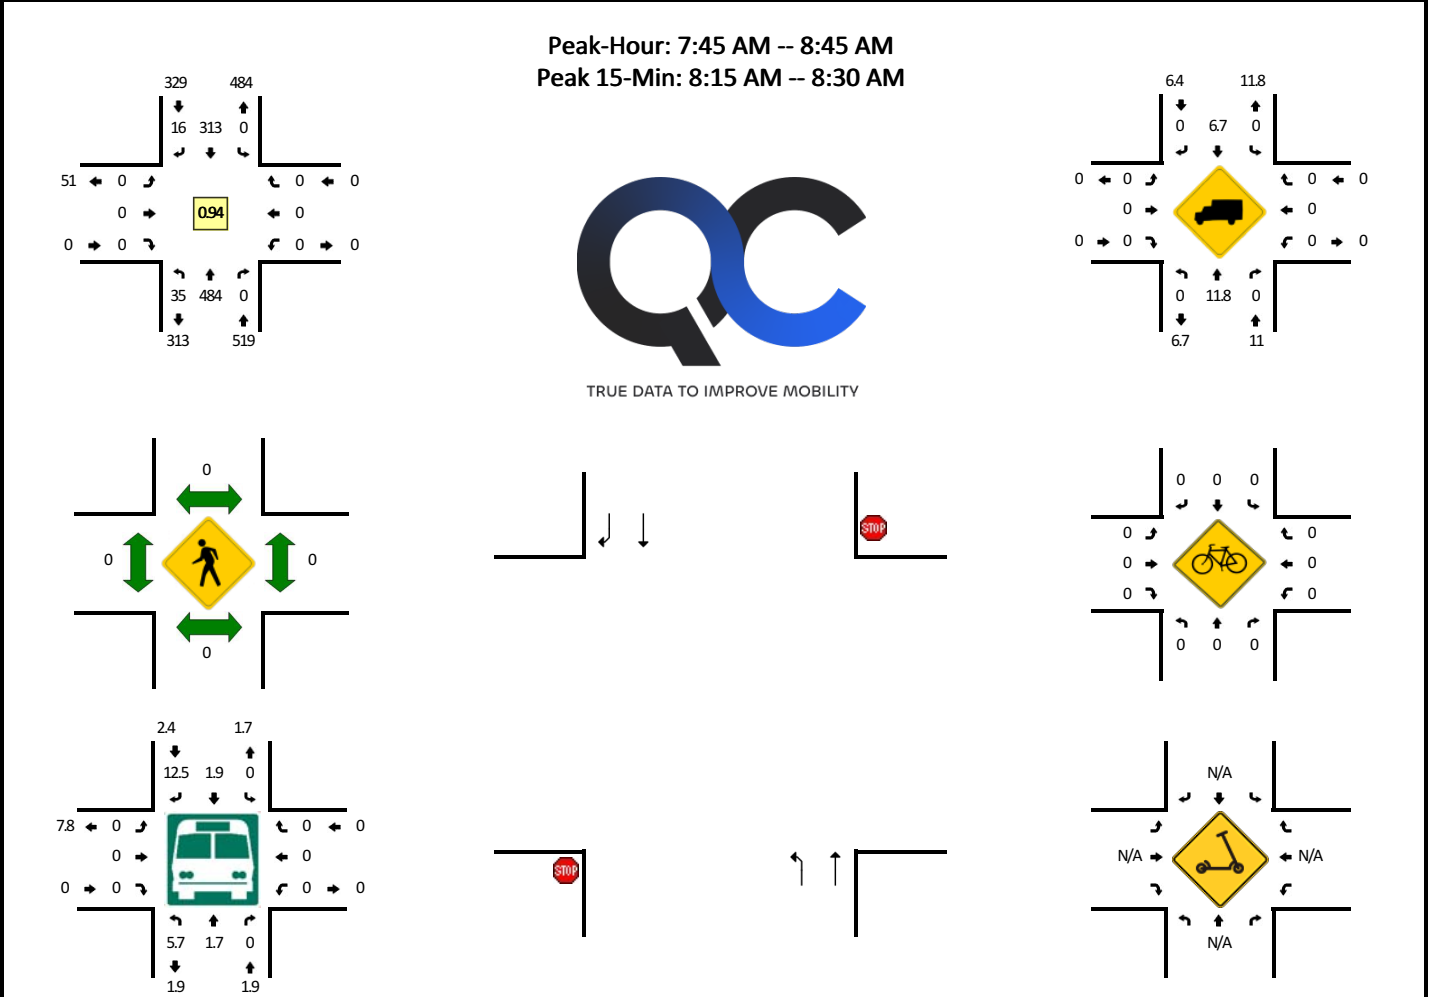 Peak-Hour: 7:45 AM -- 8:45 AM
Peak 15-Min: 8:15 AM -- 8:30 AM
329 484
16 313 0
51 0 0 0
0 0.94 0
0 0 0 0
35 484 0
313 519
6.4 11.8
0 6.7 0
0 0 0 0
0 0
0 0 0 0
0 11.8 0
6.7 11
TRUE DATA TO IMPROVE MOBILITY
0
0 0
0
STOP
STOP
0 0 0
0 0
0 0
0 0
0 0 0
2.4 1.7
12.5 1.9 0
7.8 0 0 0
0 0
0 0 0 0
5.7 1.7 0
1.9 1.9
N/A
N/A N/A
N/A